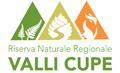 Riserva Naturale Regionale
VALLI CUPE